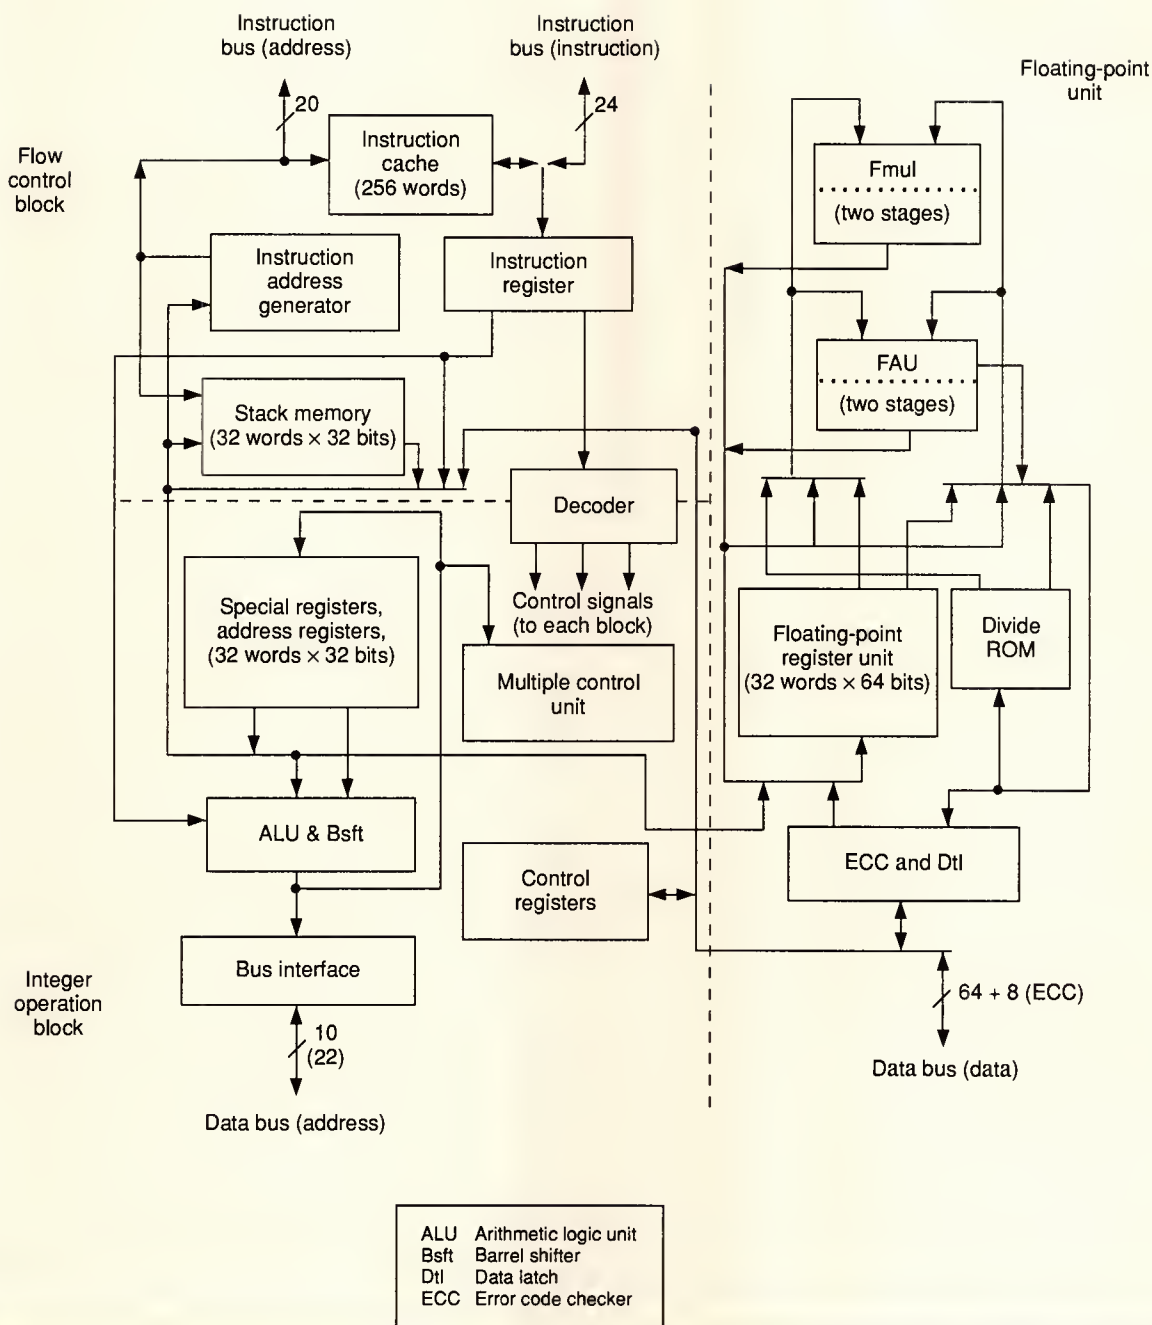 Instruction
bus (address)
Instruction
bus (instruction)
Floating-point
unit
20
24
Flow
control
block
Instruction
cache
(256 words)
Fmul
(two stages)
Instruction
address
generator
Instruction
register
FAU
(two stages)
Stack memory
(32 words × 32 bits)
Decoder
Control signals
(to each block)
Special registers,
address registers,
(32 words × 32 bits)
Multiple control
unit
Floating-point
register unit
(32 words × 64 bits)
Divide
ROM
ALU & Bsft
Control
registers
ECC and Dtl
Integer
operation
block
Bus interface
10
(22)
64 + 8 (ECC)
Data bus (address)
Data bus (data)
ALU Arithmetic logic unit
Bsft Barrel shifter
Dtl Data latch
ECC Error code checker